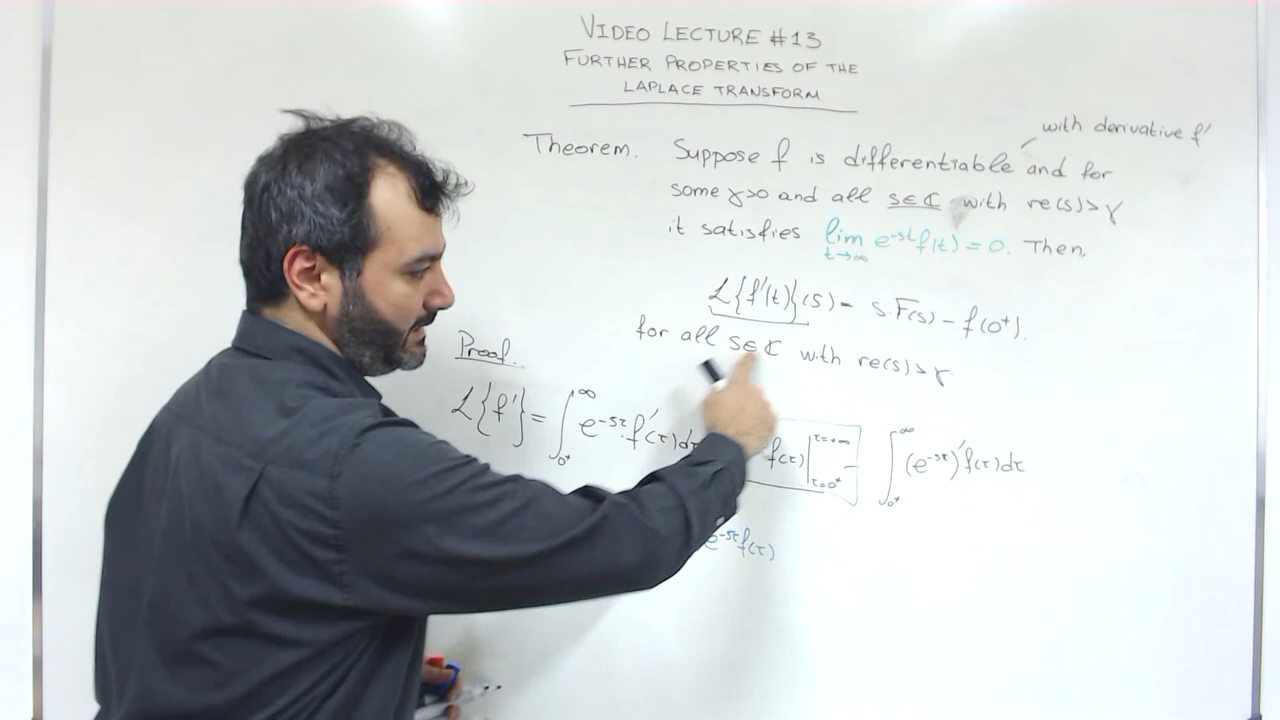 VIDEO LECTURE #13
FURTHER PROPERTIES OF THE
LAPLACE TRANSFORM
with derivative f'
Theorem. Suppose f is differentiable and for
some γ>0 and all s∈ℂ with re(s)>γ
it satisfies lim t→∞ e^{-st}f(t) = 0. Then,
ℒ{f'(t)}(s) = s.F(s) - f(0⁺).
for all s∈ℂ with re(s)>γ.
Proof.
ℒ{f'} = ∫_{0⁺}^{∞} e^{-sτ}.f'(τ)dτ f(τ)|_{τ=0⁺}^{τ=+∞} - ∫_{0⁺}^{∞} (e^{-sτ})'f(τ)dτ
e^{-sτ}f(τ)